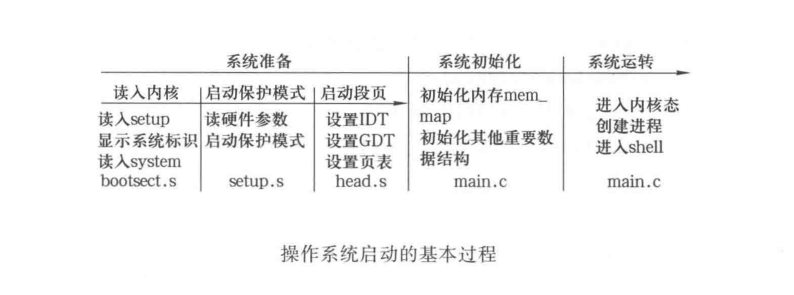 系统准备
系统初始化
系统运转
读入内核
启动保护模式
启动段页
读入setup
显示系统标识
读入system
bootsect.s
读硬件参数
启动保护模式
setup.s
设置IDT
设置GDT
设置页表
head.s
初始化内存mem_
map
初始化其他重要数
据结构
main.c
进入内核态
创建进程
进入shell
main.c
操作系统启动的基本过程